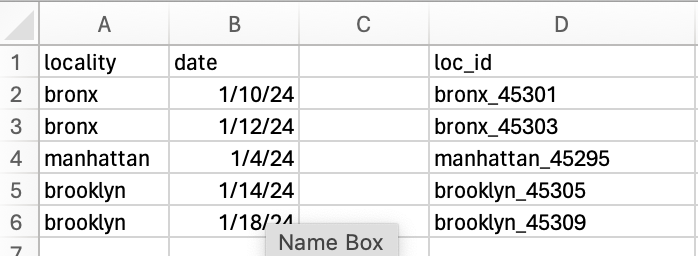 A B C D
1 locality date loc_id
2 bronx 1/10/24 bronx_45301
3 bronx 1/12/24 bronx_45303
4 manhattan 1/4/24 manhattan_45295
5 brooklyn 1/14/24 brooklyn_45305
6 brooklyn 1/18/24 brooklyn_45309
7 Name Box